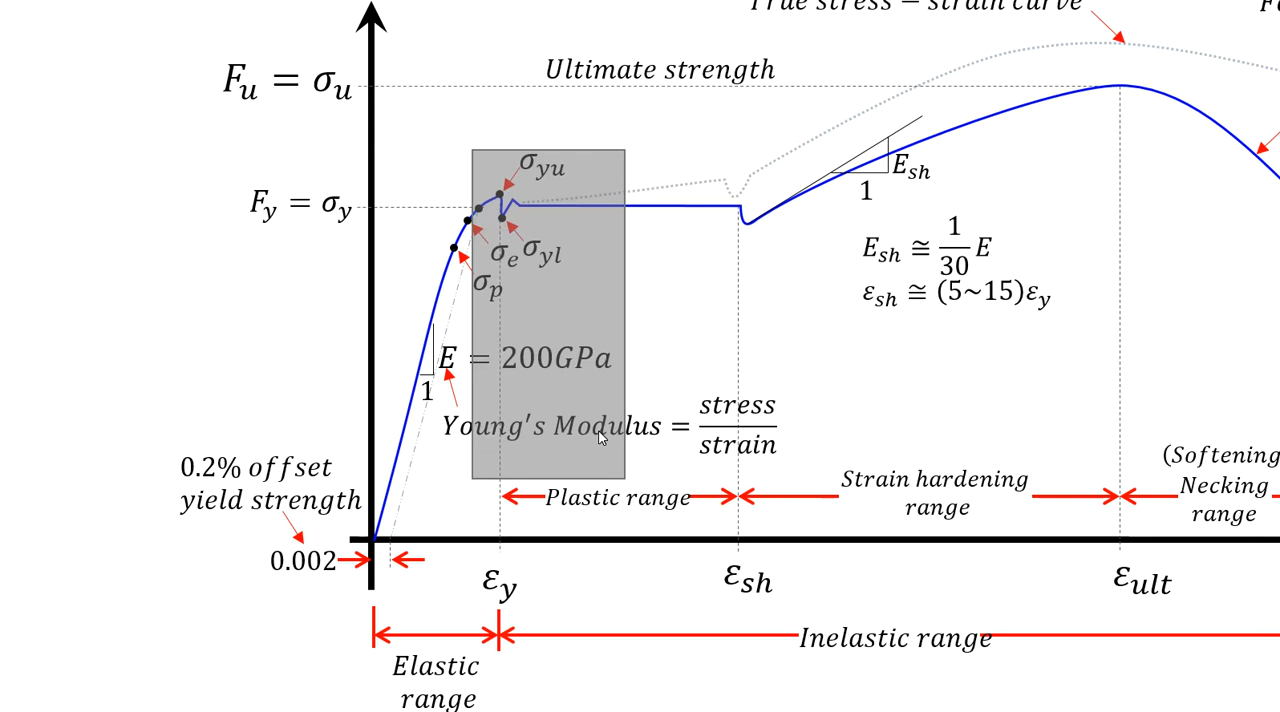 True stress − strain curve
F_u = σ_u
Ultimate strength
σ_yu
F_y = σ_y
E_sh
1
σ_e
σ_yl
σ_p
E_sh ≅ 1/30 E
ε_sh ≅ (5~15)ε_y
E = 200GPa
1
Young's Modulus = stress/strain
0.2% offset
yield strength
Plastic range
Strain hardening
range
(Softening
Necking
range
0.002
ε_y
ε_sh
ε_ult
Inelastic range
Elastic
range